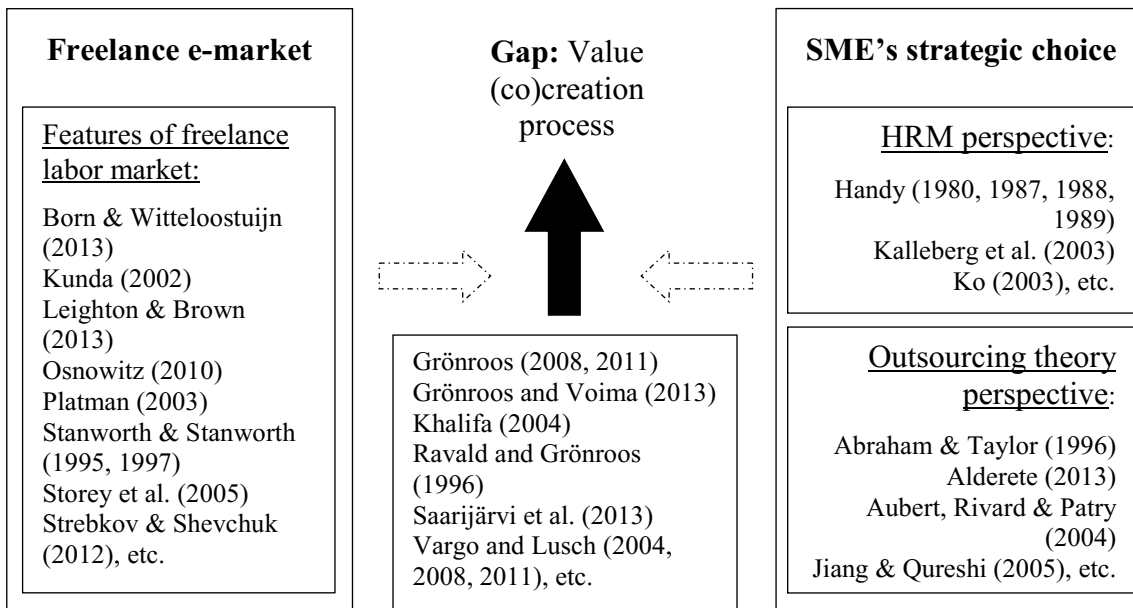 Freelance e-market
Features of freelance
labor market:
Born & Witteloostuijn
(2013)
Kunda (2002)
Leighton & Brown
(2013)
Osnowitz (2010)
Platman (2003)
Stanworth & Stanworth
(1995, 1997)
Storey et al. (2005)
Strebkov & Shevchuk
(2012), etc.
Gap: Value
(co)creation
process
Grönroos (2008, 2011)
Grönroos and Voima (2013)
Khalifa (2004)
Ravald and Grönroos
(1996)
Saarijärvi et al. (2013)
Vargo and Lusch (2004,
2008, 2011), etc.
SME's strategic choice
HRM perspective:
Handy (1980, 1987, 1988,
1989)
Kalleberg et al. (2003)
Ko (2003), etc.
Outsourcing theory
perspective:
Abraham & Taylor (1996)
Alderete (2013)
Aubert, Rivard & Patry
(2004)
Jiang & Qureshi (2005), etc.